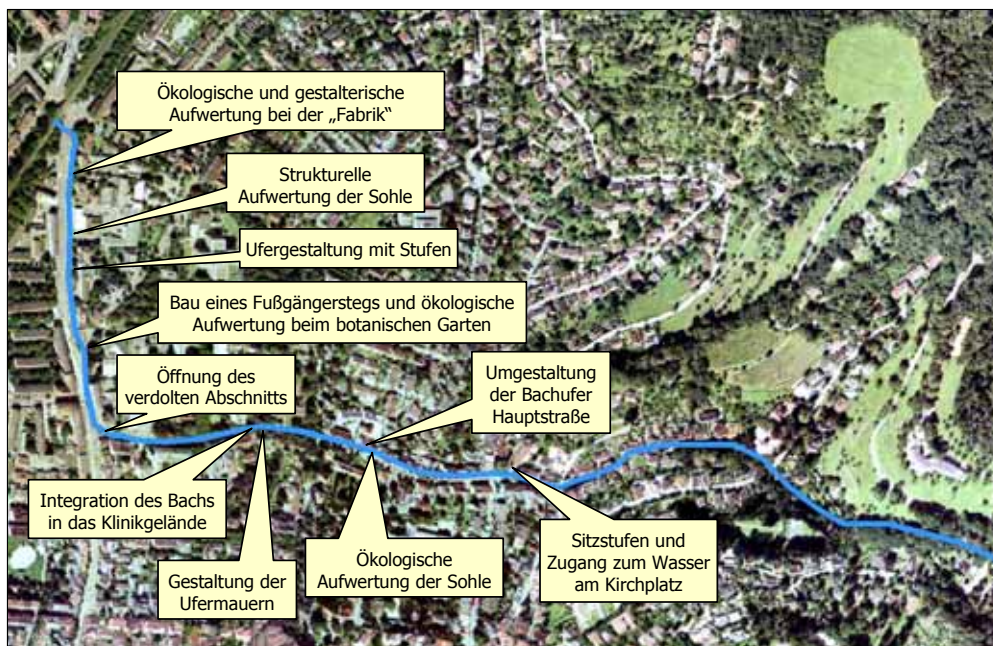 Ökologische und gestalterische
Aufwertung bei der „Fabrik“
Strukturelle
Aufwertung der Sohle
Ufergestaltung mit Stufen
Bau eines Fußgängerstegs und ökologische
Aufwertung beim botanischen Garten
Öffnung des
verdolten Abschnitts
Umgestaltung
der Bachufer
Hauptstraße
Integration des Bachs
in das Klinikgelände
Gestaltung der
Ufermauern
Ökologische
Aufwertung der Sohle
Sitzstufen und
Zugang zum Wasser
am Kirchplatz